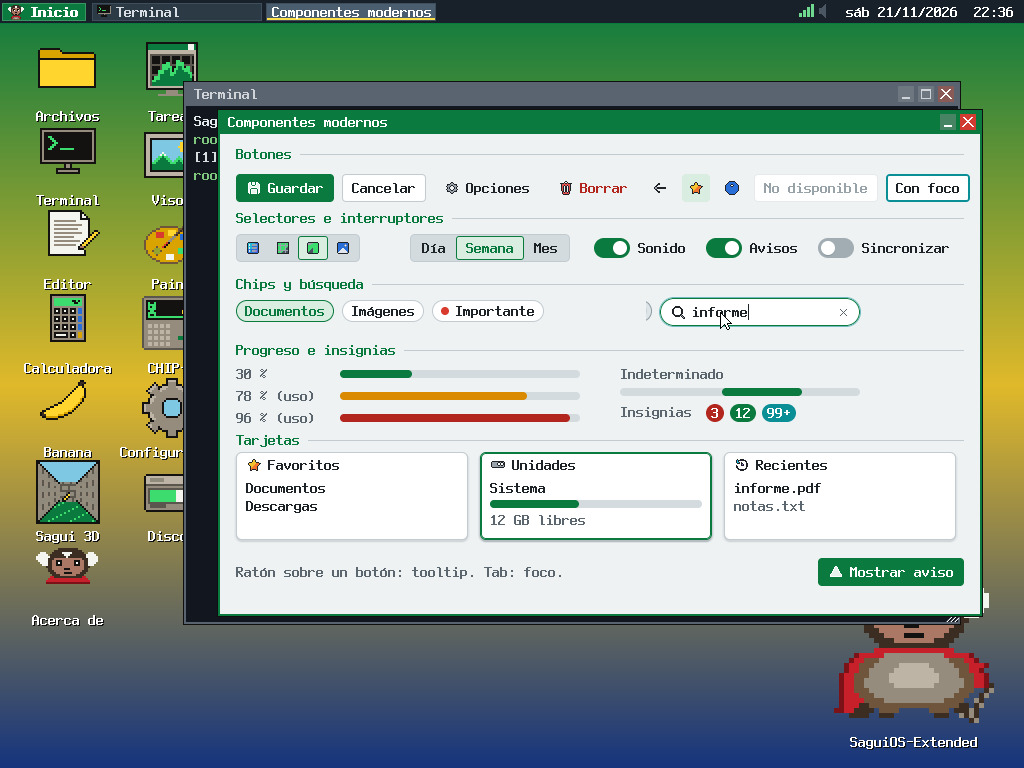 Inicio Terminal Componentes modernos sáb 21/11/2026 22:36
Archivos
Terminal
Editor
Calculadora
CHIP-
Banana
Sagui 3D
Acerca de
Terminal
[1]
Componentes modernos
Botones
Guardar Cancelar Opciones Borrar No disponible Con foco
Selectores e interruptores
Día Semana Mes Sonido Avisos Sincronizar
Chips y búsqueda
Documentos Imágenes Importante informe
Progreso e insignias
30 % Indeterminado
78 % (uso)
96 % (uso) Insignias 3 12 99+
Tarjetas
Favoritos
Documentos
Descargas
Unidades
Sistema
12 GB libres
Recientes
informe.pdf
notas.txt
Ratón sobre un botón: tooltip. Tab: foco.
Mostrar aviso
SaguiOS-Extended